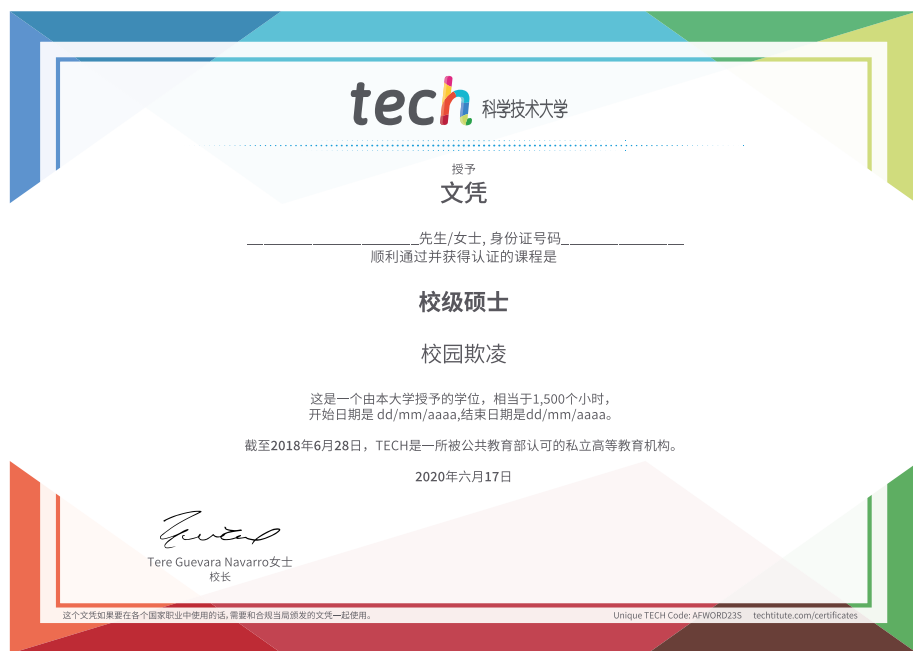 tech 科学技术大学
授予
文凭
______________________先生/女士, 身份证号码________________
顺利通过并获得认证的课程是
校级硕士
校园欺凌
这是一个由本大学授予的学位，相当于1,500个小时，
开始日期是 dd/mm/aaaa,结束日期是dd/mm/aaaa。
截至2018年6月28日，TECH是一所被公共教育部认可的私立高等教育机构。
2020年六月17日
Tere Guevara Navarro女士
校长
这个文凭如果要在各个国家职业中使用的话, 需要和合规当局颁发的文凭一起使用。
Unique TECH Code: AFWORD23S techtitute.com/certificates